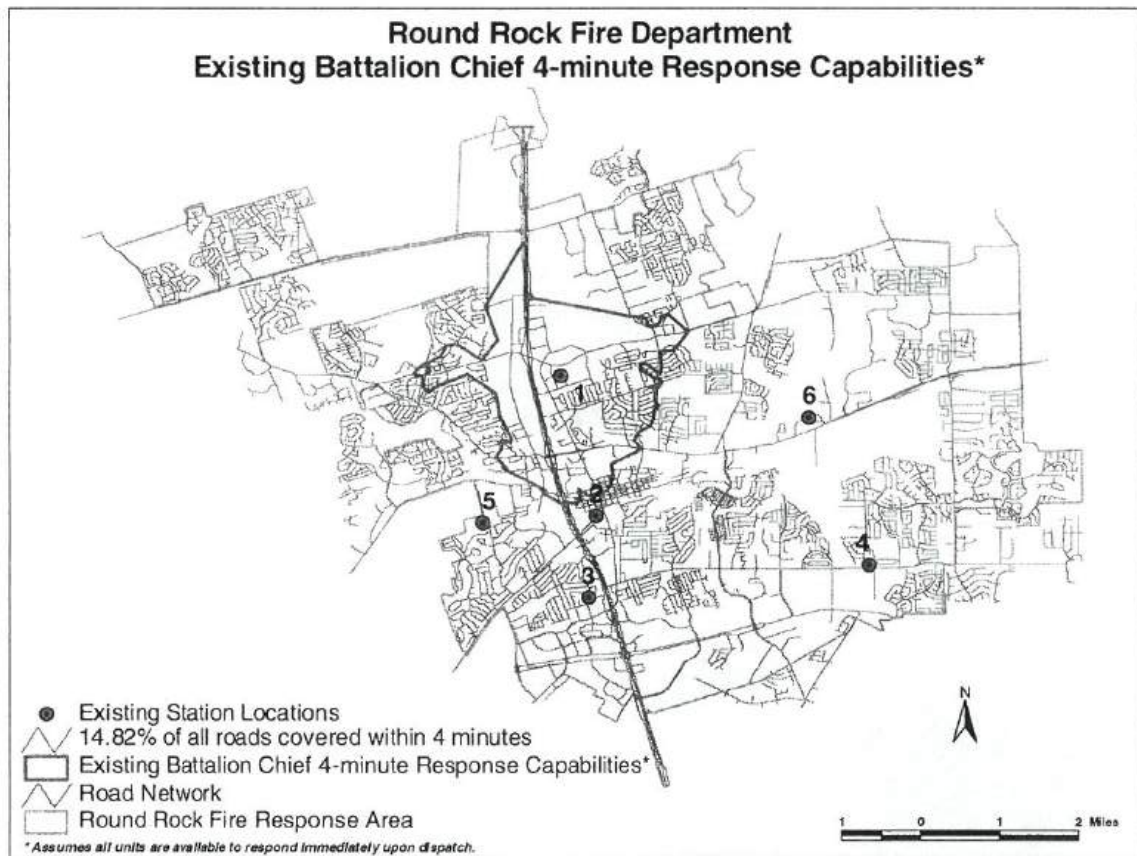 Round Rock Fire Department
Existing Battalion Chief 4-minute Response Capabilities*
1
6
2
5
4
3
N
Existing Station Locations
14.82% of all roads covered within 4 minutes
Existing Battalion Chief 4-minute Response Capabilities*
Road Network
Round Rock Fire Response Area
*Assumes all units are available to respond immediately upon dispatch.
1 0 1 2 Miles